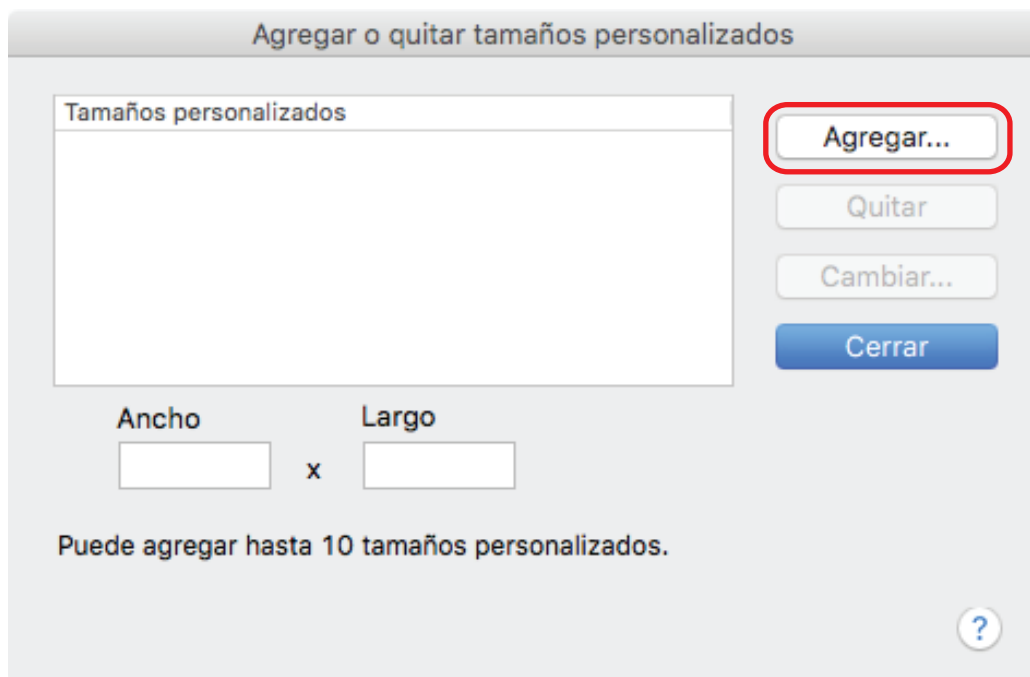 Agregar o quitar tamaños personalizados
Tamaños personalizados
Agregar...
Quitar
Cambiar...
Cerrar
Ancho
Largo
x
Puede agregar hasta 10 tamaños personalizados.
?